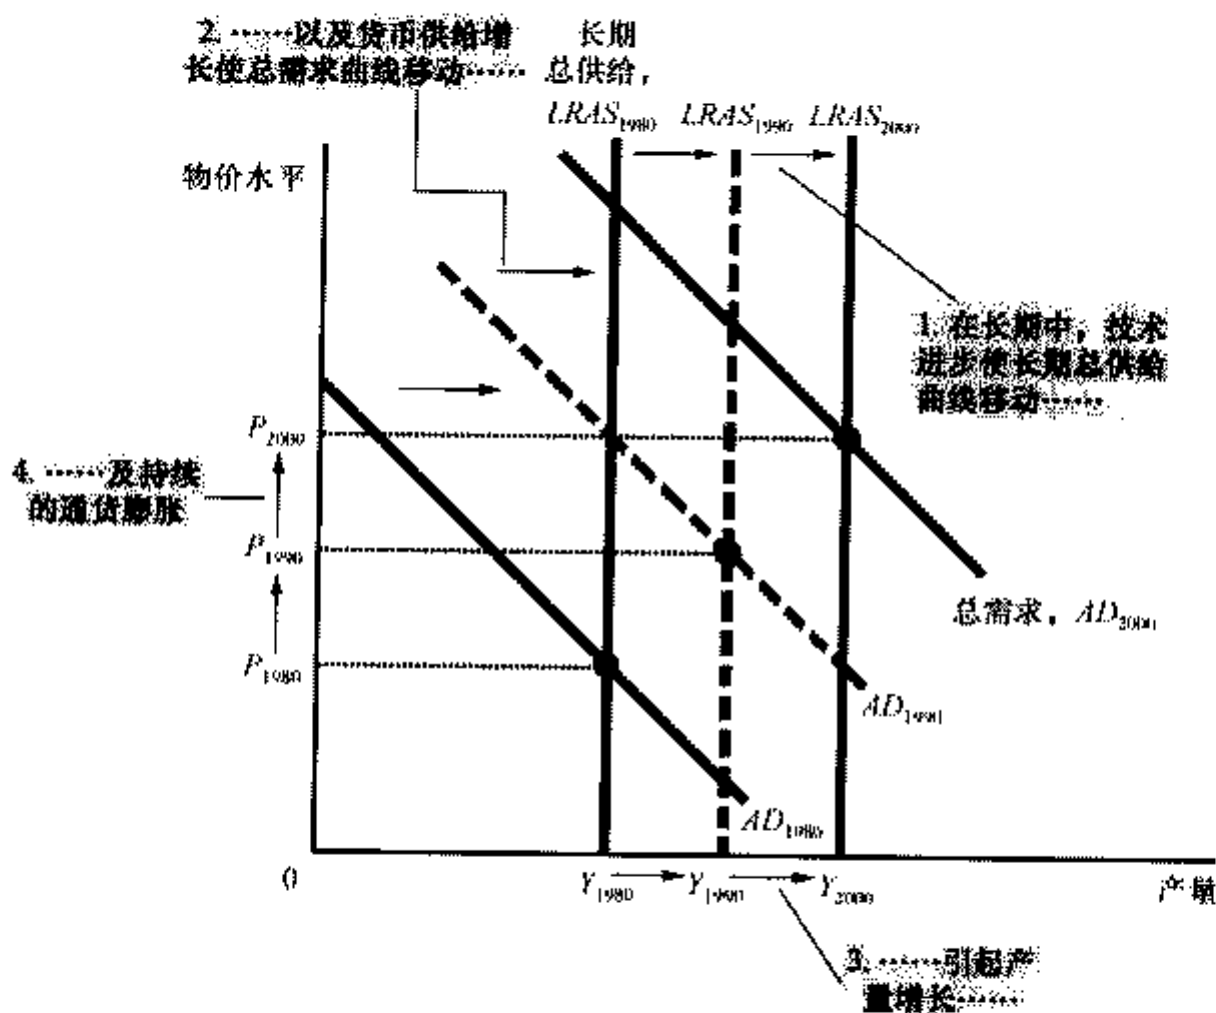 2. ……以及货币供给增
长使总需求曲线移动……
长期
总供给，
LRAS1980
LRAS1990
LRAS2000
物价水平
1. 在长期中，技术
进步使长期总供给
曲线移动……
P2000
4. ……及持续
的通货膨胀
P1990
P1980
总需求，AD2000
AD1990
AD1980
0
Y1980
Y1990
Y2000
产量
3. ……引起产
量增长……